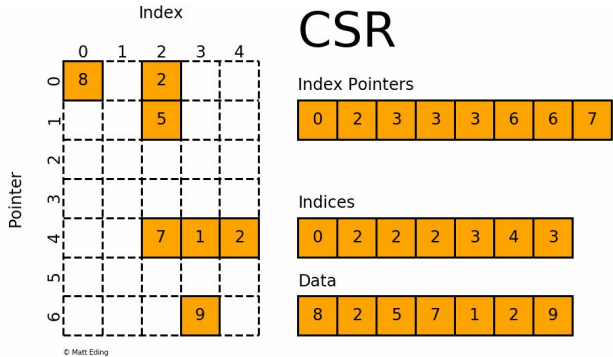 Index
CSR
0 1 2 3 4
Index Pointers
0 8 2
0 2 3 3 3 6 6 7
1 5
2
3
Pointer
Indices
4 7 1 2
0 2 2 2 3 4 3
5
Data
6 9
8 2 5 7 1 2 9
© Matt Eding